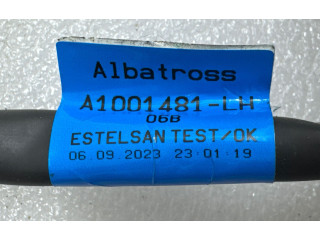 Albatross
A1001481-LH
06B
ESTELSAN TEST/OK
06.09.2023 23:01:19